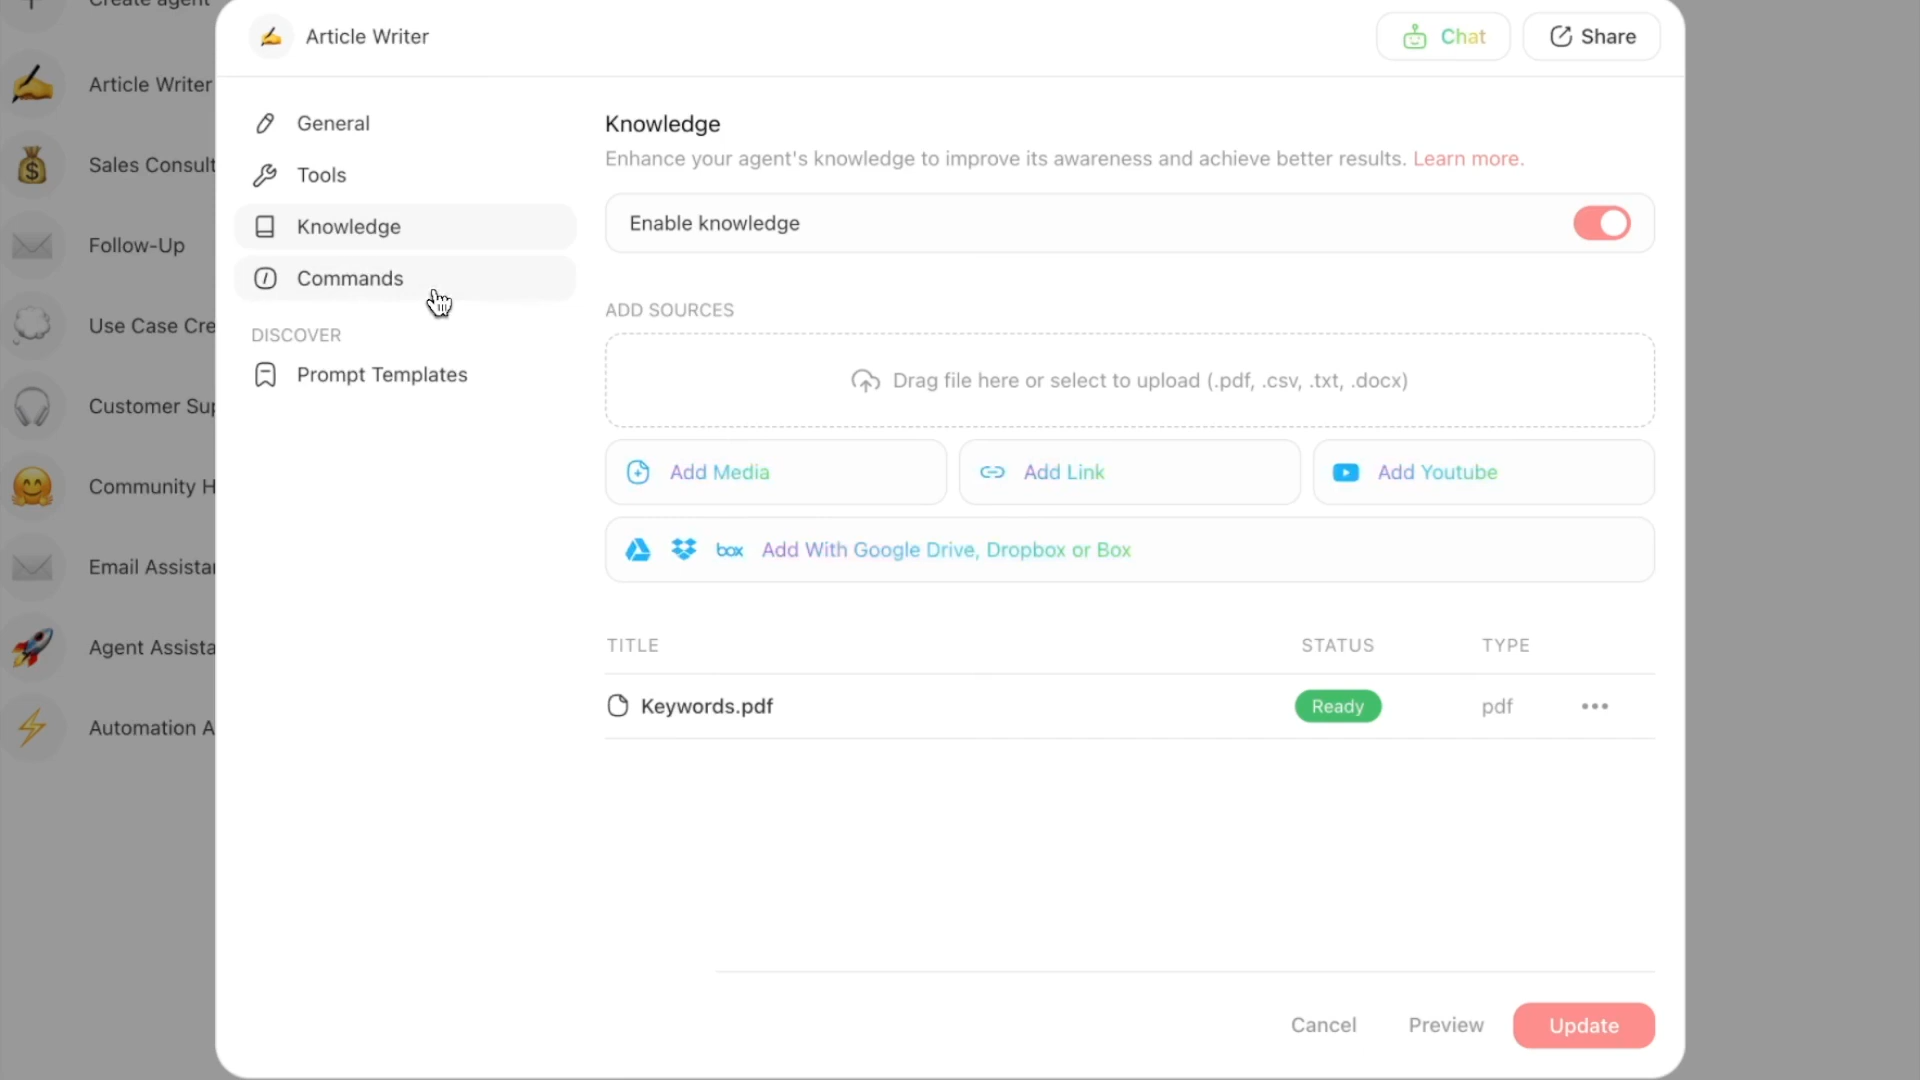 Create agent
Article Writer
Sales Consult
Follow-Up
Use Case Cre
Customer Sup
Community H
Email Assista
Agent Assista
Automation A
Article Writer
Chat
Share
General
Tools
Knowledge
Commands
DISCOVER
Prompt Templates
Knowledge
Enhance your agent's knowledge to improve its awareness and achieve better results. Learn more.
Enable knowledge
ADD SOURCES
Drag file here or select to upload (.pdf, .csv, .txt, .docx)
Add Media
Add Link
Add Youtube
box Add With Google Drive, Dropbox or Box
TITLE STATUS TYPE
Keywords.pdf Ready pdf
Cancel Preview Update